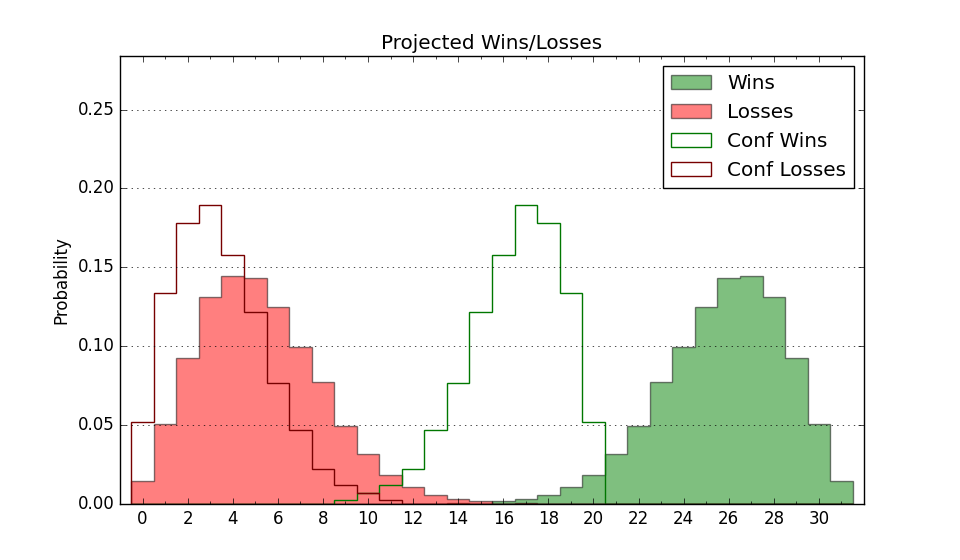 Projected Wins/Losses
Wins
Losses
Conf Wins
Conf Losses
Probability
0.25
0.20
0.15
0.10
0.05
0.00
0 2 4 6 8 10 12 14 16 18 20 22 24 26 28 30